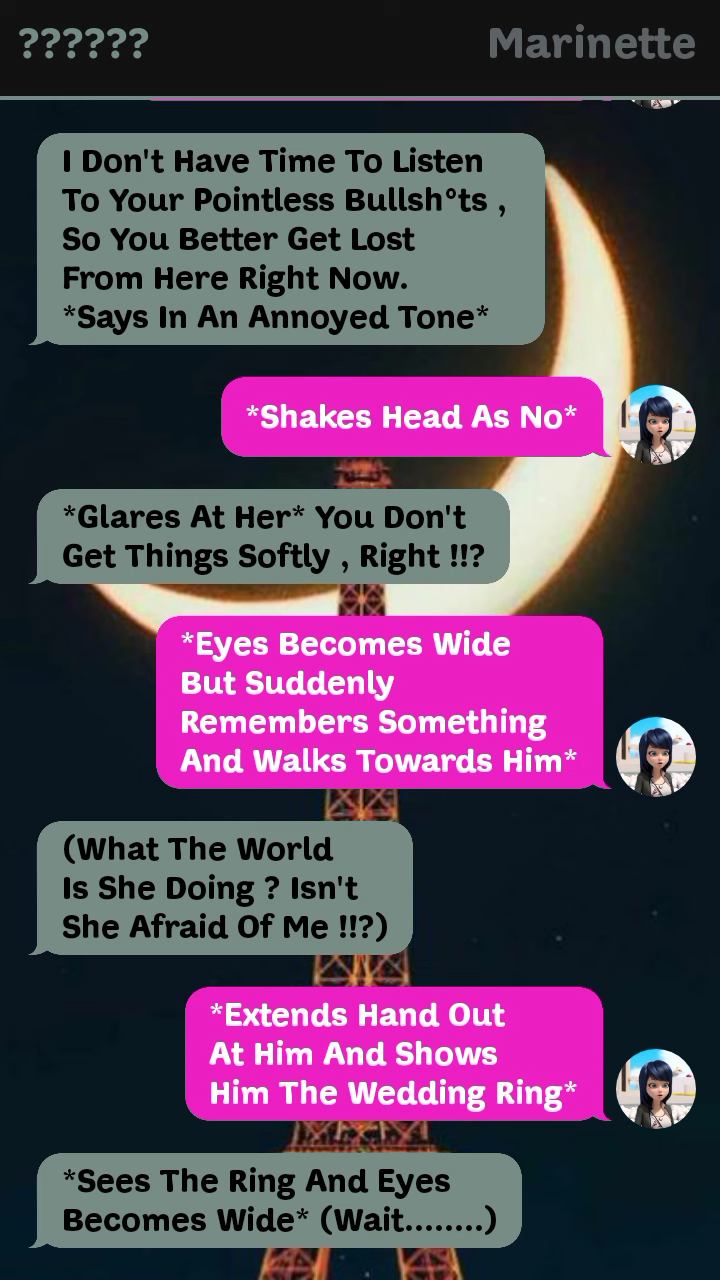 ??????
Marinette
I Don't Have Time To Listen
To Your Pointless Bullsh°ts ,
So You Better Get Lost
From Here Right Now.
*Says In An Annoyed Tone*
*Shakes Head As No*
*Glares At Her* You Don't
Get Things Softly , Right !!?
*Eyes Becomes Wide
But Suddenly
Remembers Something
And Walks Towards Him*
(What The World
Is She Doing ? Isn't
She Afraid Of Me !!?)
*Extends Hand Out
At Him And Shows
Him The Wedding Ring*
*Sees The Ring And Eyes
Becomes Wide* (Wait........)